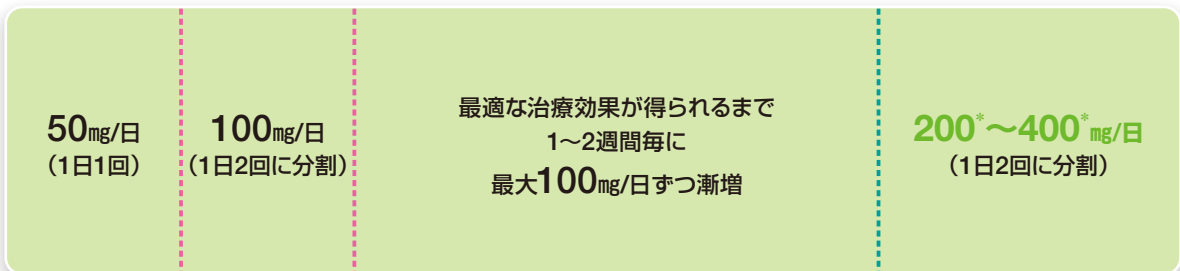 50mg/日
（1日1回）
100mg/日
（1日2回に分割）
最適な治療効果が得られるまで
1～2週間毎に
最大100mg/日ずつ漸増
200*～400*mg/日
（1日2回に分割）